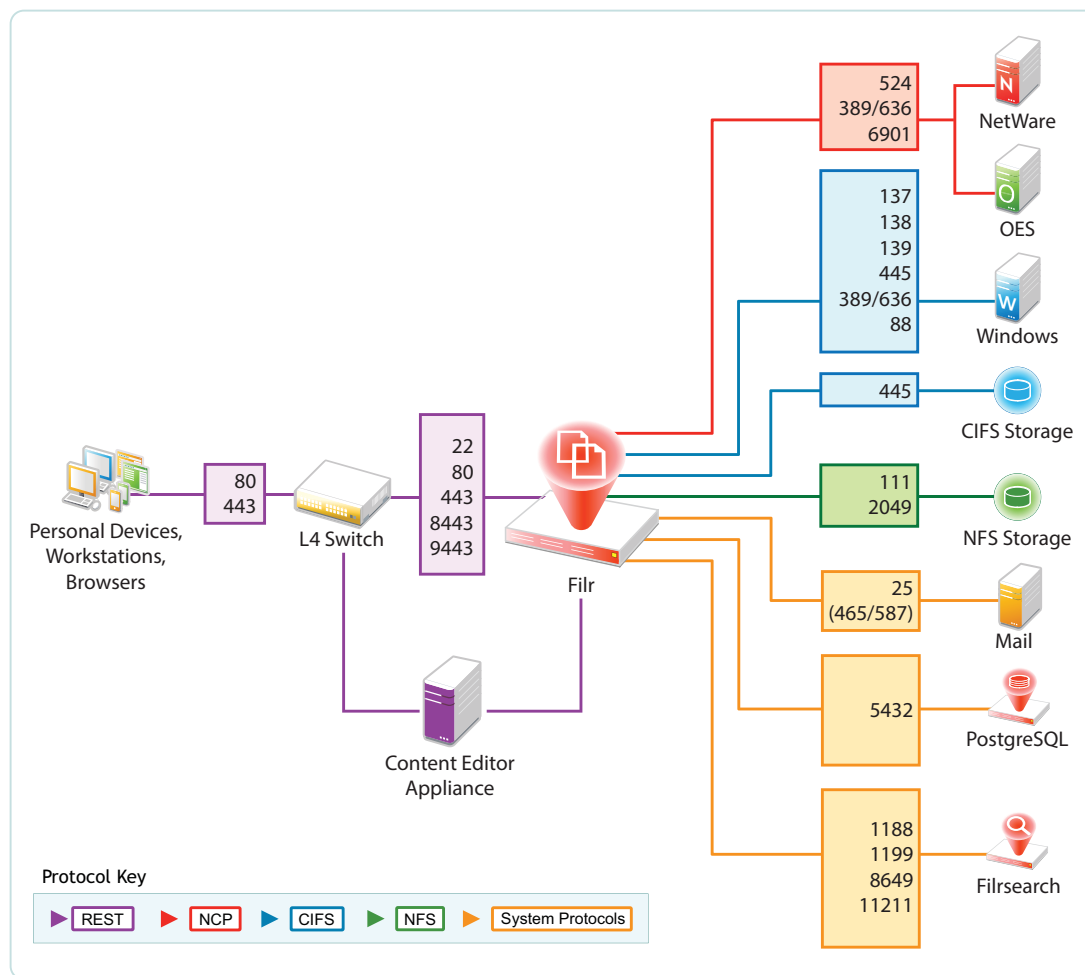 524
389/636
6901
N
NetWare
O
OES
137
138
139
445
389/636
88
W
Windows
445
CIFS Storage
111
2049
NFS Storage
80
443
Personal Devices,
Workstations,
Browsers
L4 Switch
22
80
443
8443
9443
Filr
25
(465/587)
Mail
5432
PostgreSQL
Content Editor
Appliance
1188
1199
8649
11211
Filrsearch
Protocol Key
REST
NCP
CIFS
NFS
System Protocols